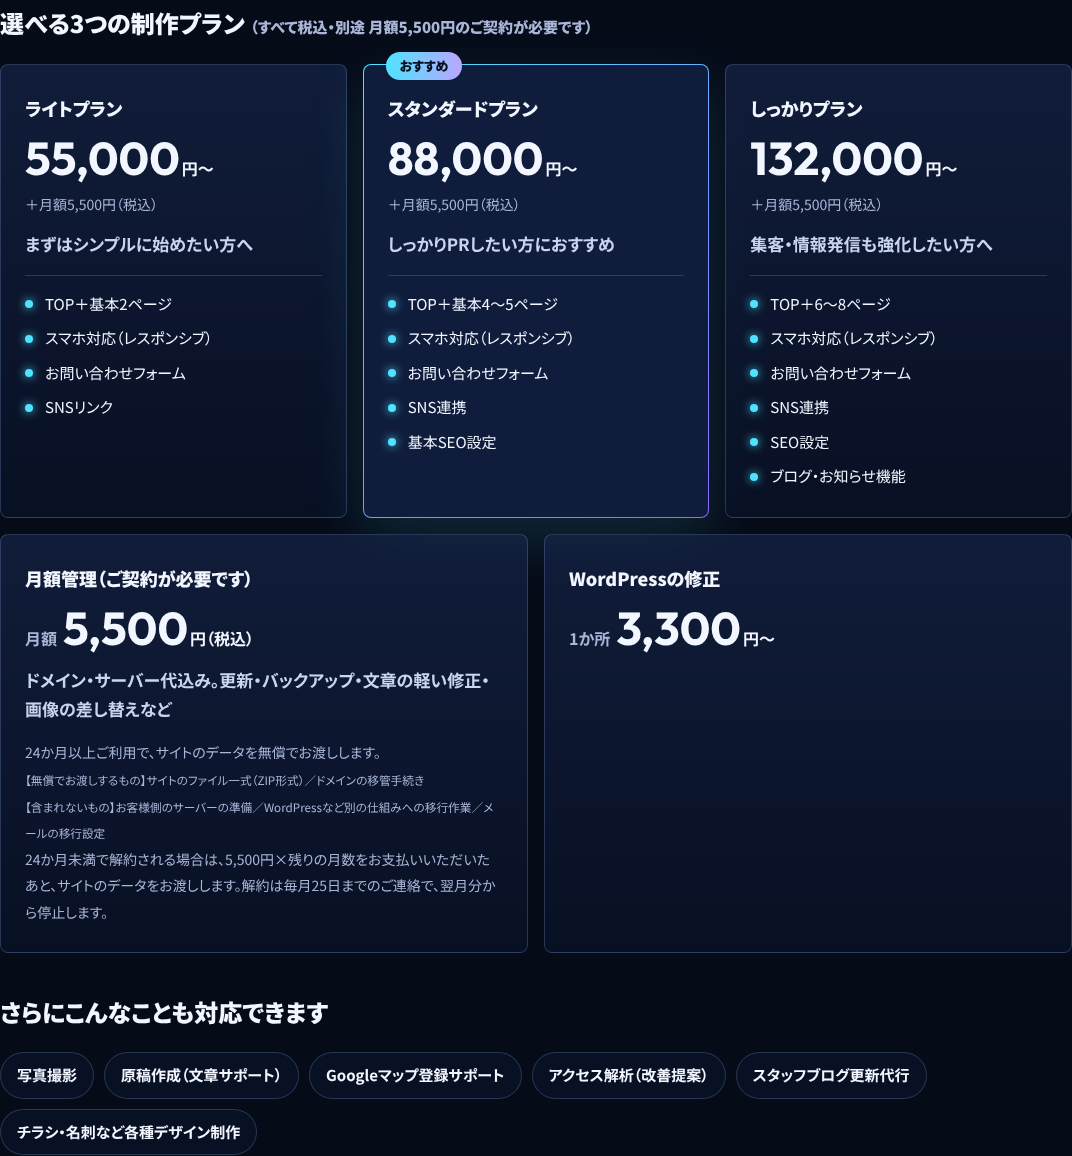 選べる3つの制作プラン（すべて税込・別途 月額5,500円のご契約が必要です）
ライトプラン
55,000円〜
＋月額5,500円（税込）
まずはシンプルに始めたい方へ
TOP＋基本2ページ
スマホ対応（レスポンシブ）
お問い合わせフォーム
SNSリンク
おすすめ
スタンダードプラン
88,000円〜
＋月額5,500円（税込）
しっかりPRしたい方におすすめ
TOP＋基本4〜5ページ
スマホ対応（レスポンシブ）
お問い合わせフォーム
SNS連携
基本SEO設定
しっかりプラン
132,000円〜
＋月額5,500円（税込）
集客・情報発信も強化したい方へ
TOP＋6〜8ページ
スマホ対応（レスポンシブ）
お問い合わせフォーム
SNS連携
SEO設定
ブログ・お知らせ機能
月額管理（ご契約が必要です）
月額 5,500円（税込）
ドメイン・サーバー代込み。更新・バックアップ・文章の軽い修正・
画像の差し替えなど
24か月以上ご利用で、サイトのデータを無償でお渡しします。
【無償でお渡しするもの】サイトのファイル一式（ZIP形式）／ドメインの移管手続き
【含まれないもの】お客様側のサーバーの準備／WordPressなど別の仕組みへの移行作業／メ
ールの移行設定
24か月未満で解約される場合は、5,500円×残りの月数をお支払いいただいた
あと、サイトのデータをお渡しします。解約は毎月25日までのご連絡で、翌月分か
ら停止します。
WordPressの修正
1か所 3,300円〜
さらにこんなことも対応できます
写真撮影
原稿作成（文章サポート）
Googleマップ登録サポート
アクセス解析（改善提案）
スタッフブログ更新代行
チラシ・名刺など各種デザイン制作